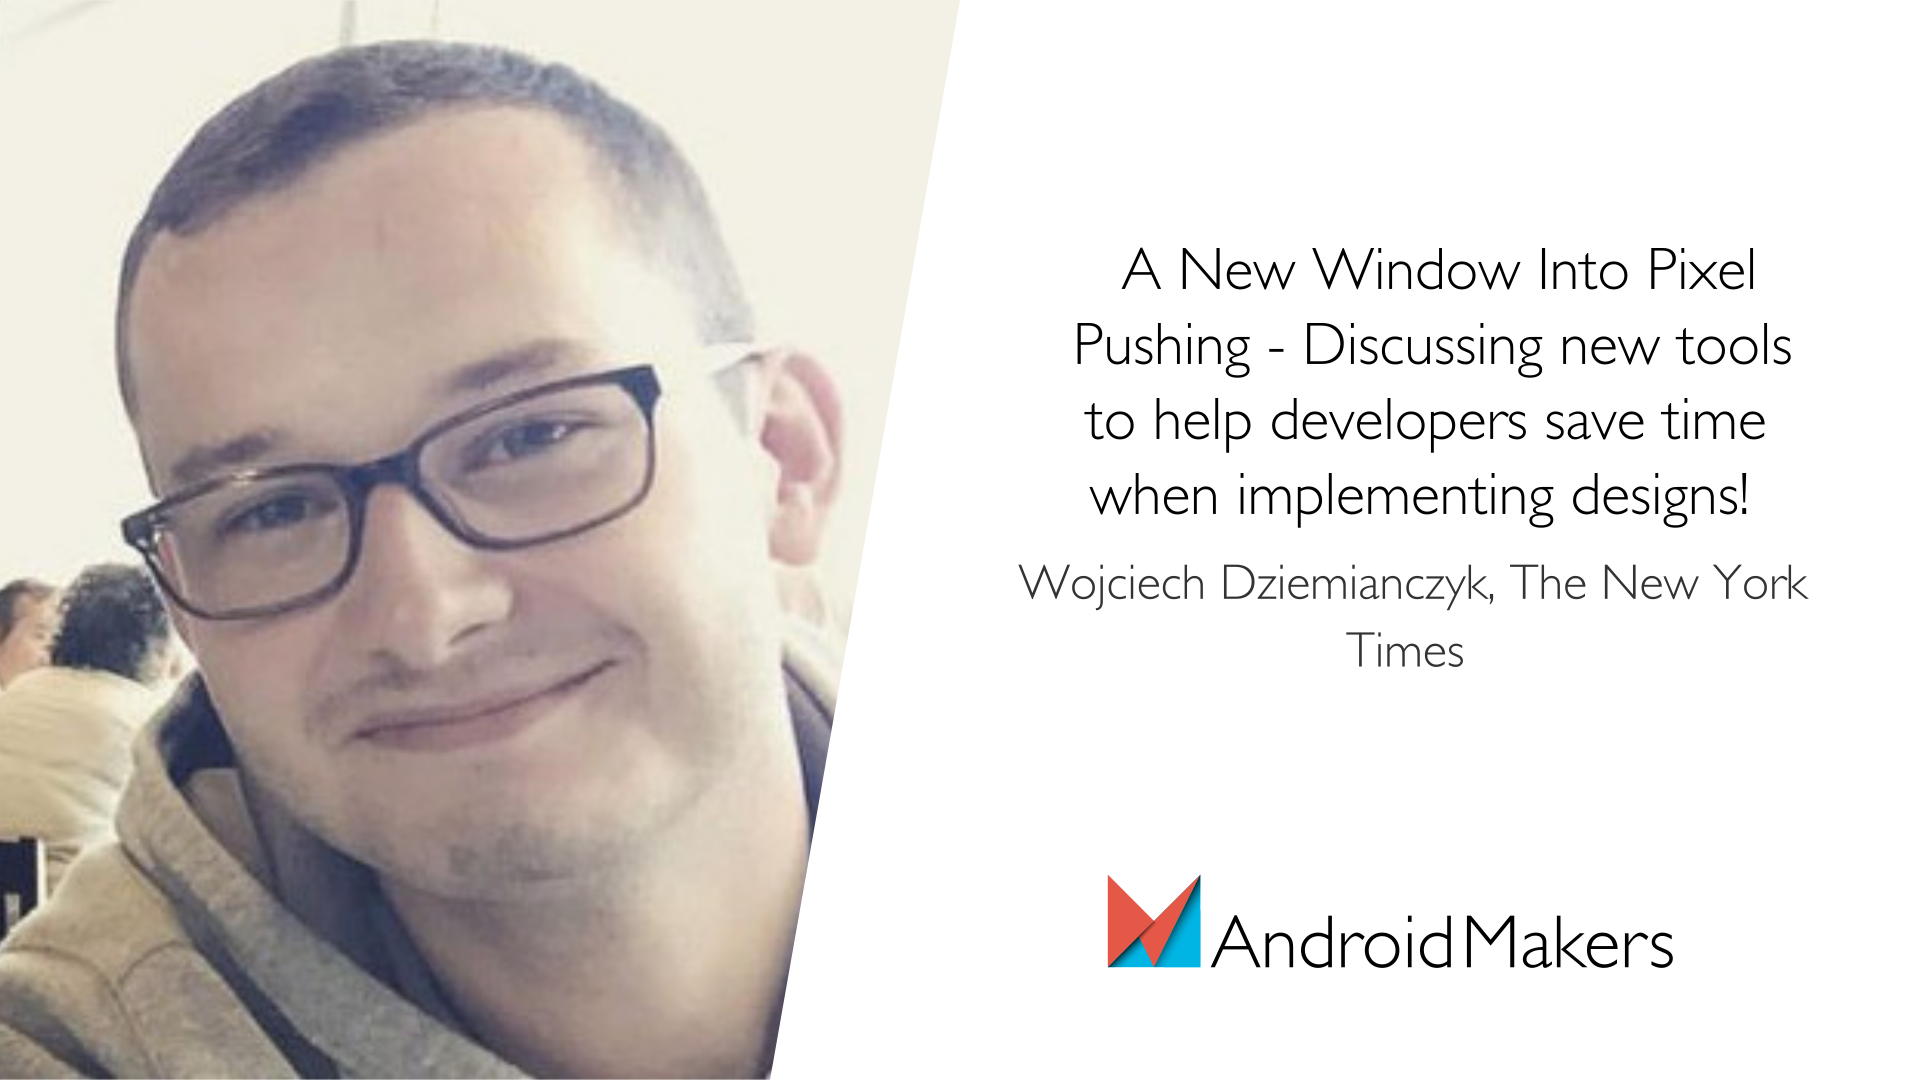 A New Window Into Pixel
Pushing - Discussing new tools
to help developers save time
when implementing designs!
Wojciech Dziemianczyk, The New York
Times
AndroidMakers